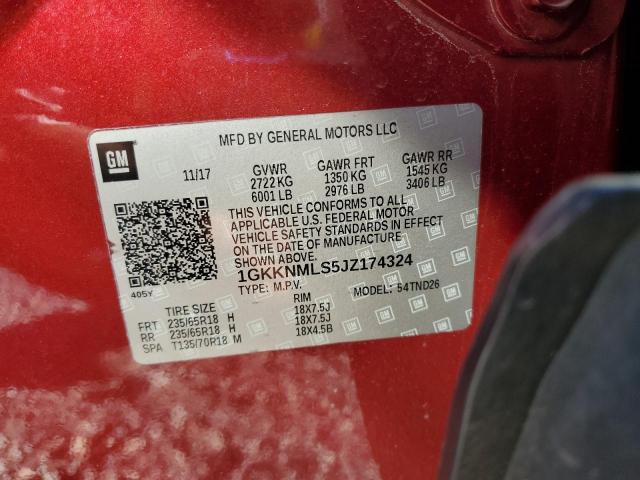 MFD BY GENERAL MOTORS LLC
GM
11/17 GVWR GAWR FRT GAWR RR
2722 KG 1350 KG 1545 KG
6001 LB 2976 LB 3406 LB
THIS VEHICLE CONFORMS TO ALL
APPLICABLE U.S. FEDERAL MOTOR
VEHICLE SAFETY STANDARDS IN EFFECT
ON THE DATE OF MANUFACTURE
SHOWN ABOVE.
405Y 1GKKNMLS5JZ174324
TYPE: M.P.V. MODEL: 54TND26
TIRE SIZE RIM
FRT 235/65R18 H 18X7.5J
RR 235/65R18 H 18X7.5J
SPA T135/70R18 M 18X4.5B